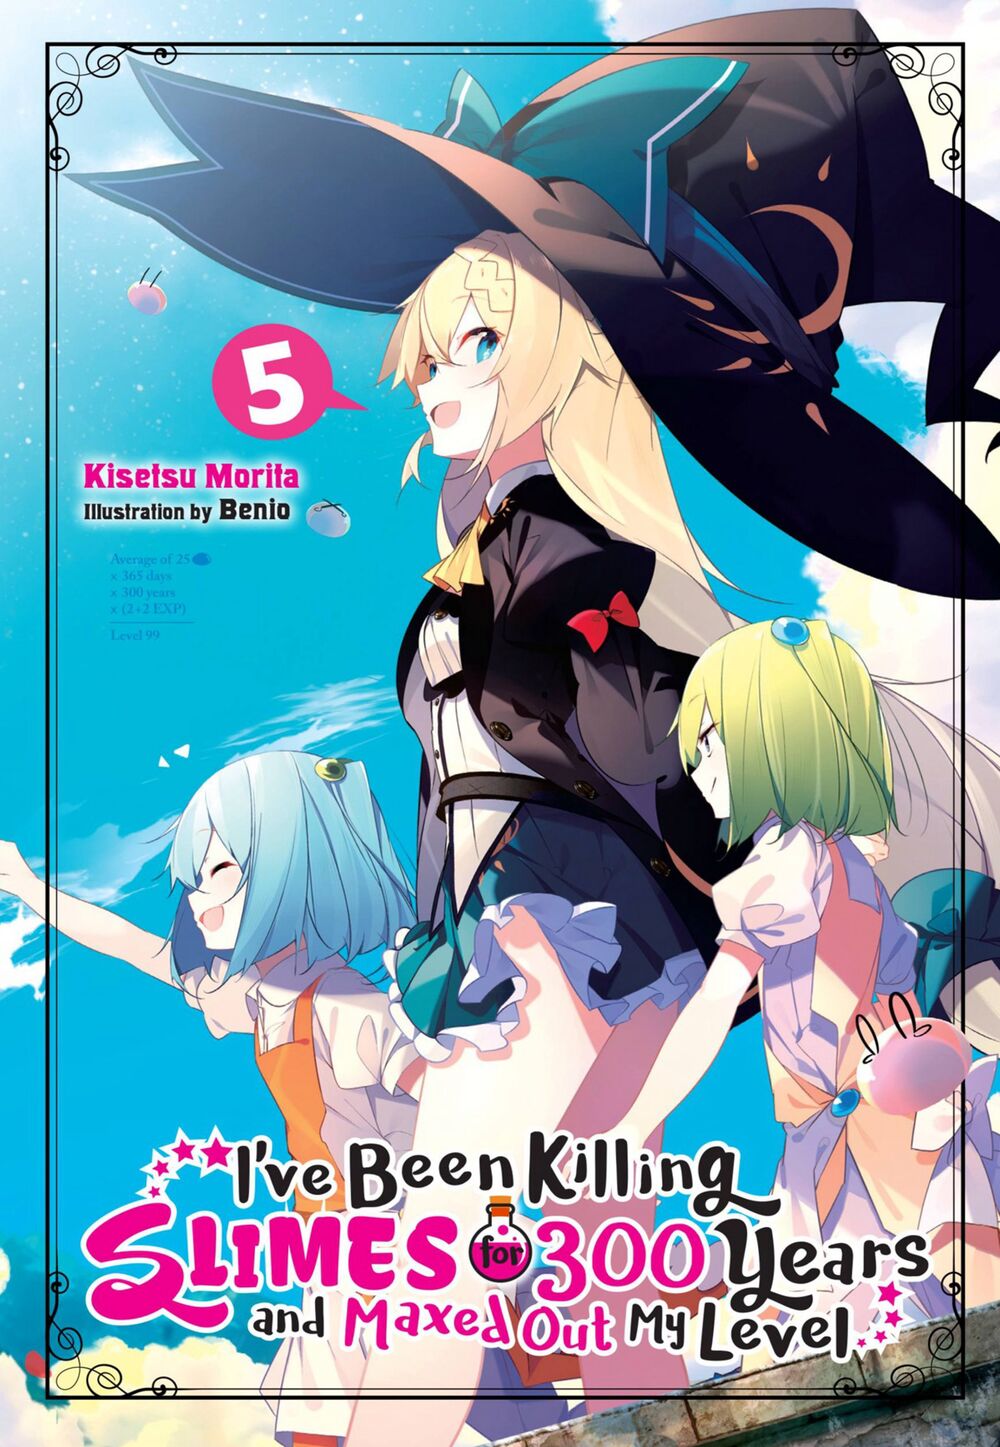 5
Kisetsu Morita
Illustration by Benio
Average of 25
x 365 days
x 300 years
x (2+2 EXP)
Level 99
I've Been Killing
SLIMES for 300 Years
and Maxed Out My Level